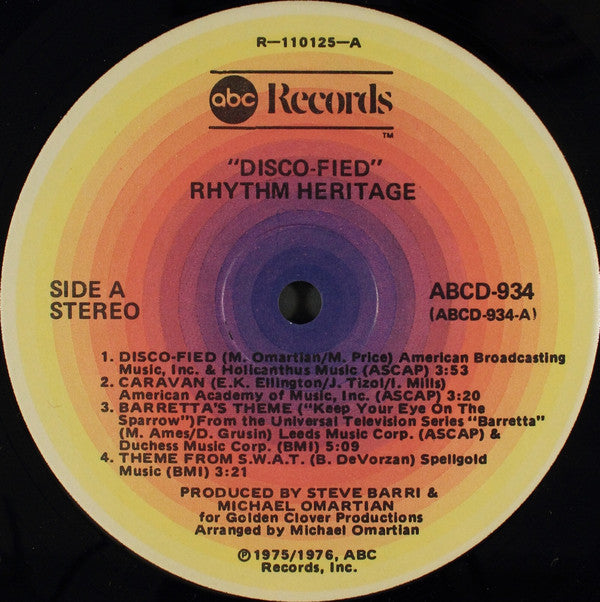 R-110125-A
abc Records
™
"DISCO-FIED"
RHYTHM HERITAGE
SIDE A
STEREO
ABCD-934
(ABCD-934-A)
1. DISCO-FIED (M. Omartian/M. Price) American Broadcasting
Music, Inc. & Hollcanthus Music (ASCAP) 3:53
2. CARAVAN (E.K. Ellington/J. Tizol/I. Mills)
American Academy of Music, Inc. (ASCAP) 3:20
3. BARRETTA'S THEME ("Keep Your Eye On The
Sparrow") From the Universal Television Series "Barretta"
(M. Ames/D. Grusin) Leeds Music Corp. (ASCAP) &
Duchess Music Corp. (BMI) 5:09
4. THEME FROM S.W.A.T. (B. DeVorzan) Spellgold
Music (BMI) 3:21
PRODUCED BY STEVE BARRI &
MICHAEL OMARTIAN
for Golden Clover Productions
Arranged by Michael Omartian
℗ 1975/1976, ABC
Records, Inc.